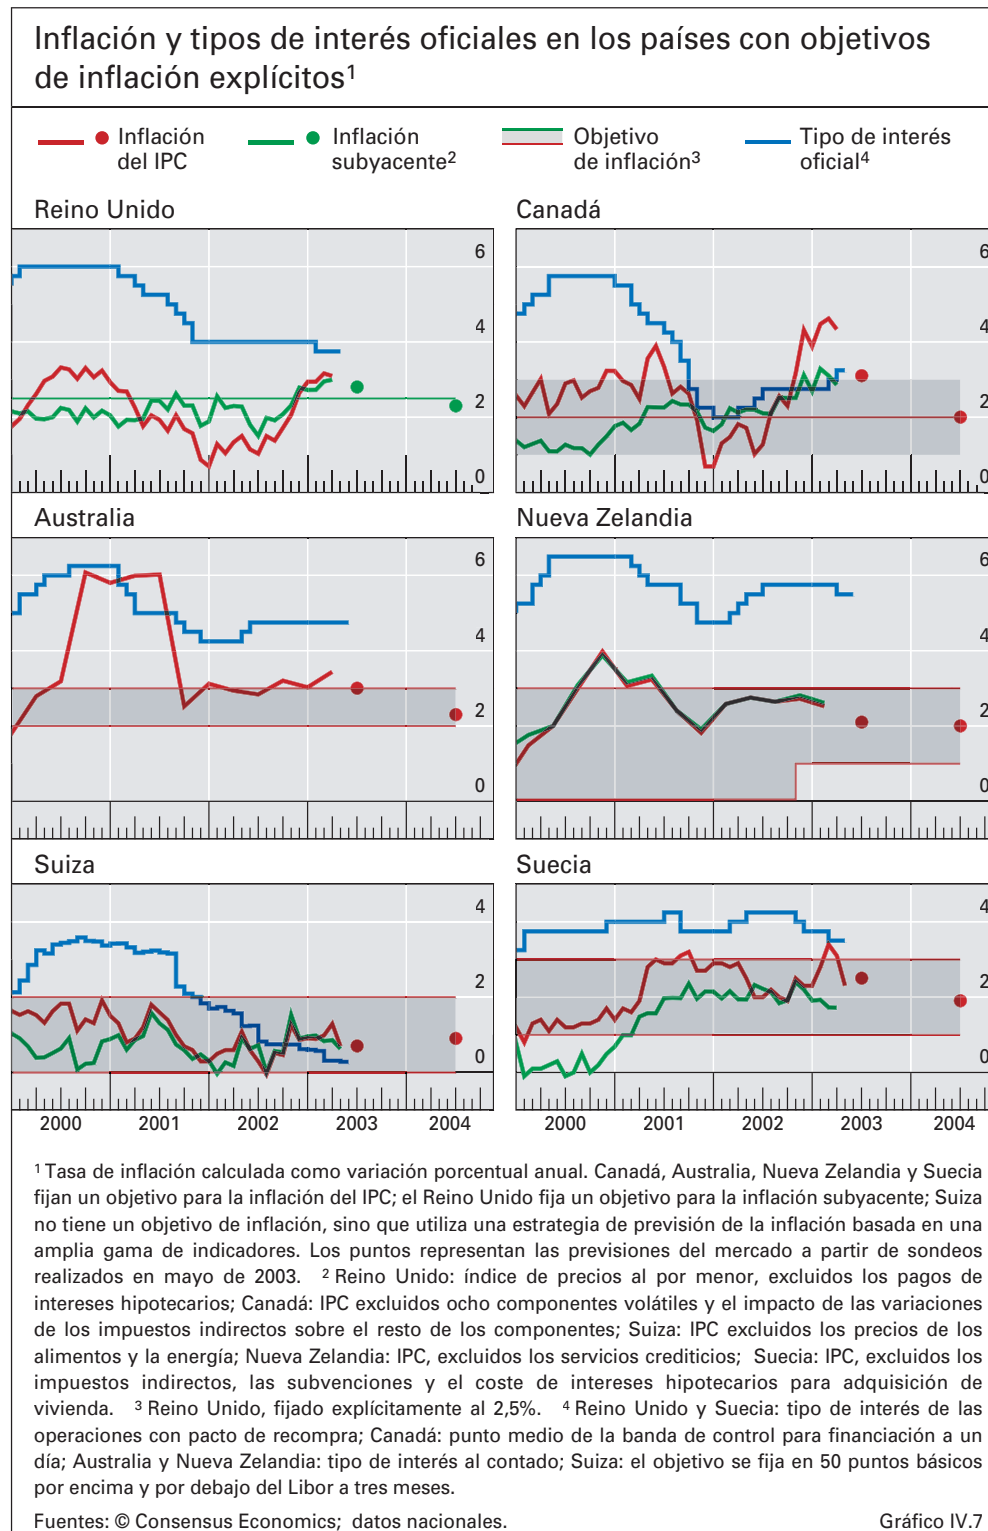 Inflación y tipos de interés oficiales en los países con objetivos
de inflación explícitos¹
Inflación
del IPC
Inflación
subyacente²
Objetivo
de inflación³
Tipo de interés
oficial⁴
Reino Unido
Canadá
6
4
2
0
6
4
2
0
Australia
Nueva Zelandia
6
4
2
0
6
4
2
0
Suiza
Suecia
4
2
0
4
2
0
2000 2001 2002 2003 2004
2000 2001 2002 2003 2004
¹ Tasa de inflación calculada como variación porcentual anual. Canadá, Australia, Nueva Zelandia y Suecia
fijan un objetivo para la inflación del IPC; el Reino Unido fija un objetivo para la inflación subyacente; Suiza
no tiene un objetivo de inflación, sino que utiliza una estrategia de previsión de la inflación basada en una
amplia gama de indicadores. Los puntos representan las previsiones del mercado a partir de sondeos
realizados en mayo de 2003. ² Reino Unido: índice de precios al por menor, excluidos los pagos de
intereses hipotecarios; Canadá: IPC excluidos ocho componentes volátiles y el impacto de las variaciones
de los impuestos indirectos sobre el resto de los componentes; Suiza: IPC excluidos los precios de los
alimentos y la energía; Nueva Zelandia: IPC, excluidos los servicios crediticios; Suecia: IPC, excluidos los
impuestos indirectos, las subvenciones y el coste de intereses hipotecarios para adquisición de
vivienda. ³ Reino Unido, fijado explícitamente al 2,5%. ⁴ Reino Unido y Suecia: tipo de interés de las
operaciones con pacto de recompra; Canadá: punto medio de la banda de control para financiación a un
día; Australia y Nueva Zelandia: tipo de interés al contado; Suiza: el objetivo se fija en 50 puntos básicos
por encima y por debajo del Libor a tres meses.
Fuentes: © Consensus Economics; datos nacionales.
Gráfico IV.7